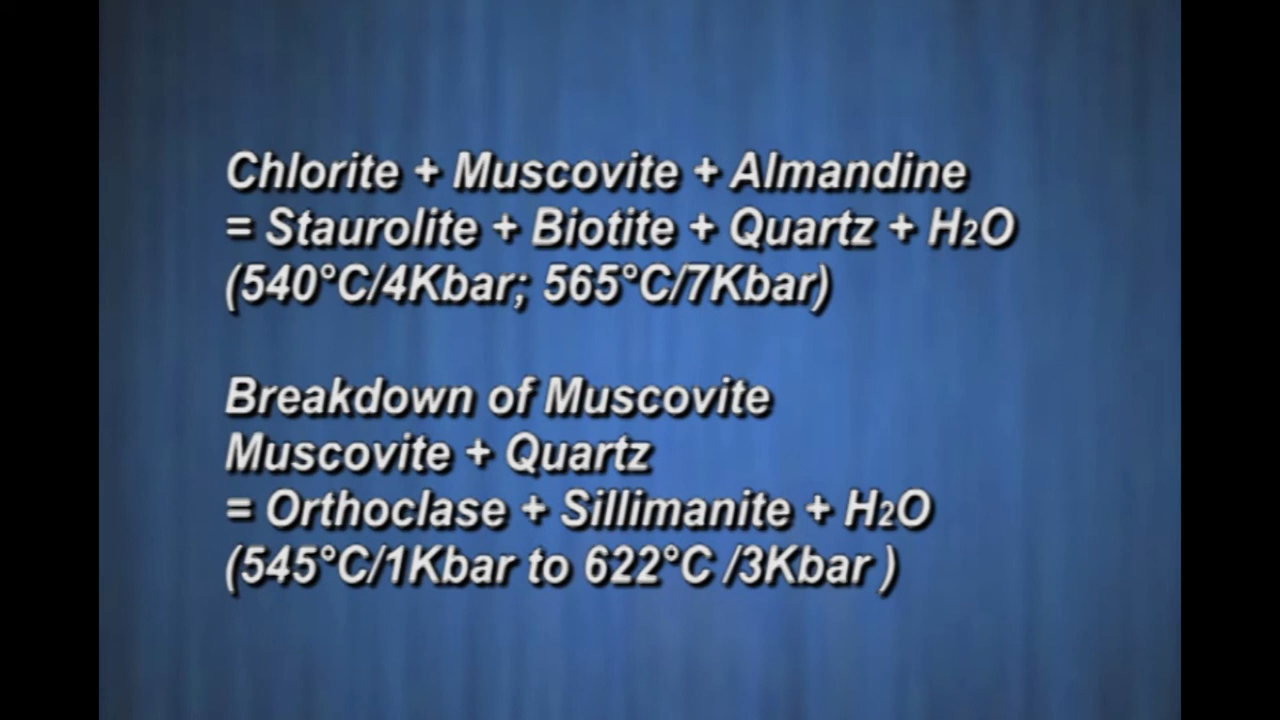 Chlorite + Muscovite + Almandine
= Staurolite + Biotite + Quartz + H2O
(540°C/4Kbar; 565°C/7Kbar)
Breakdown of Muscovite
Muscovite + Quartz
= Orthoclase + Sillimanite + H2O
(545°C/1Kbar to 622°C /3Kbar )